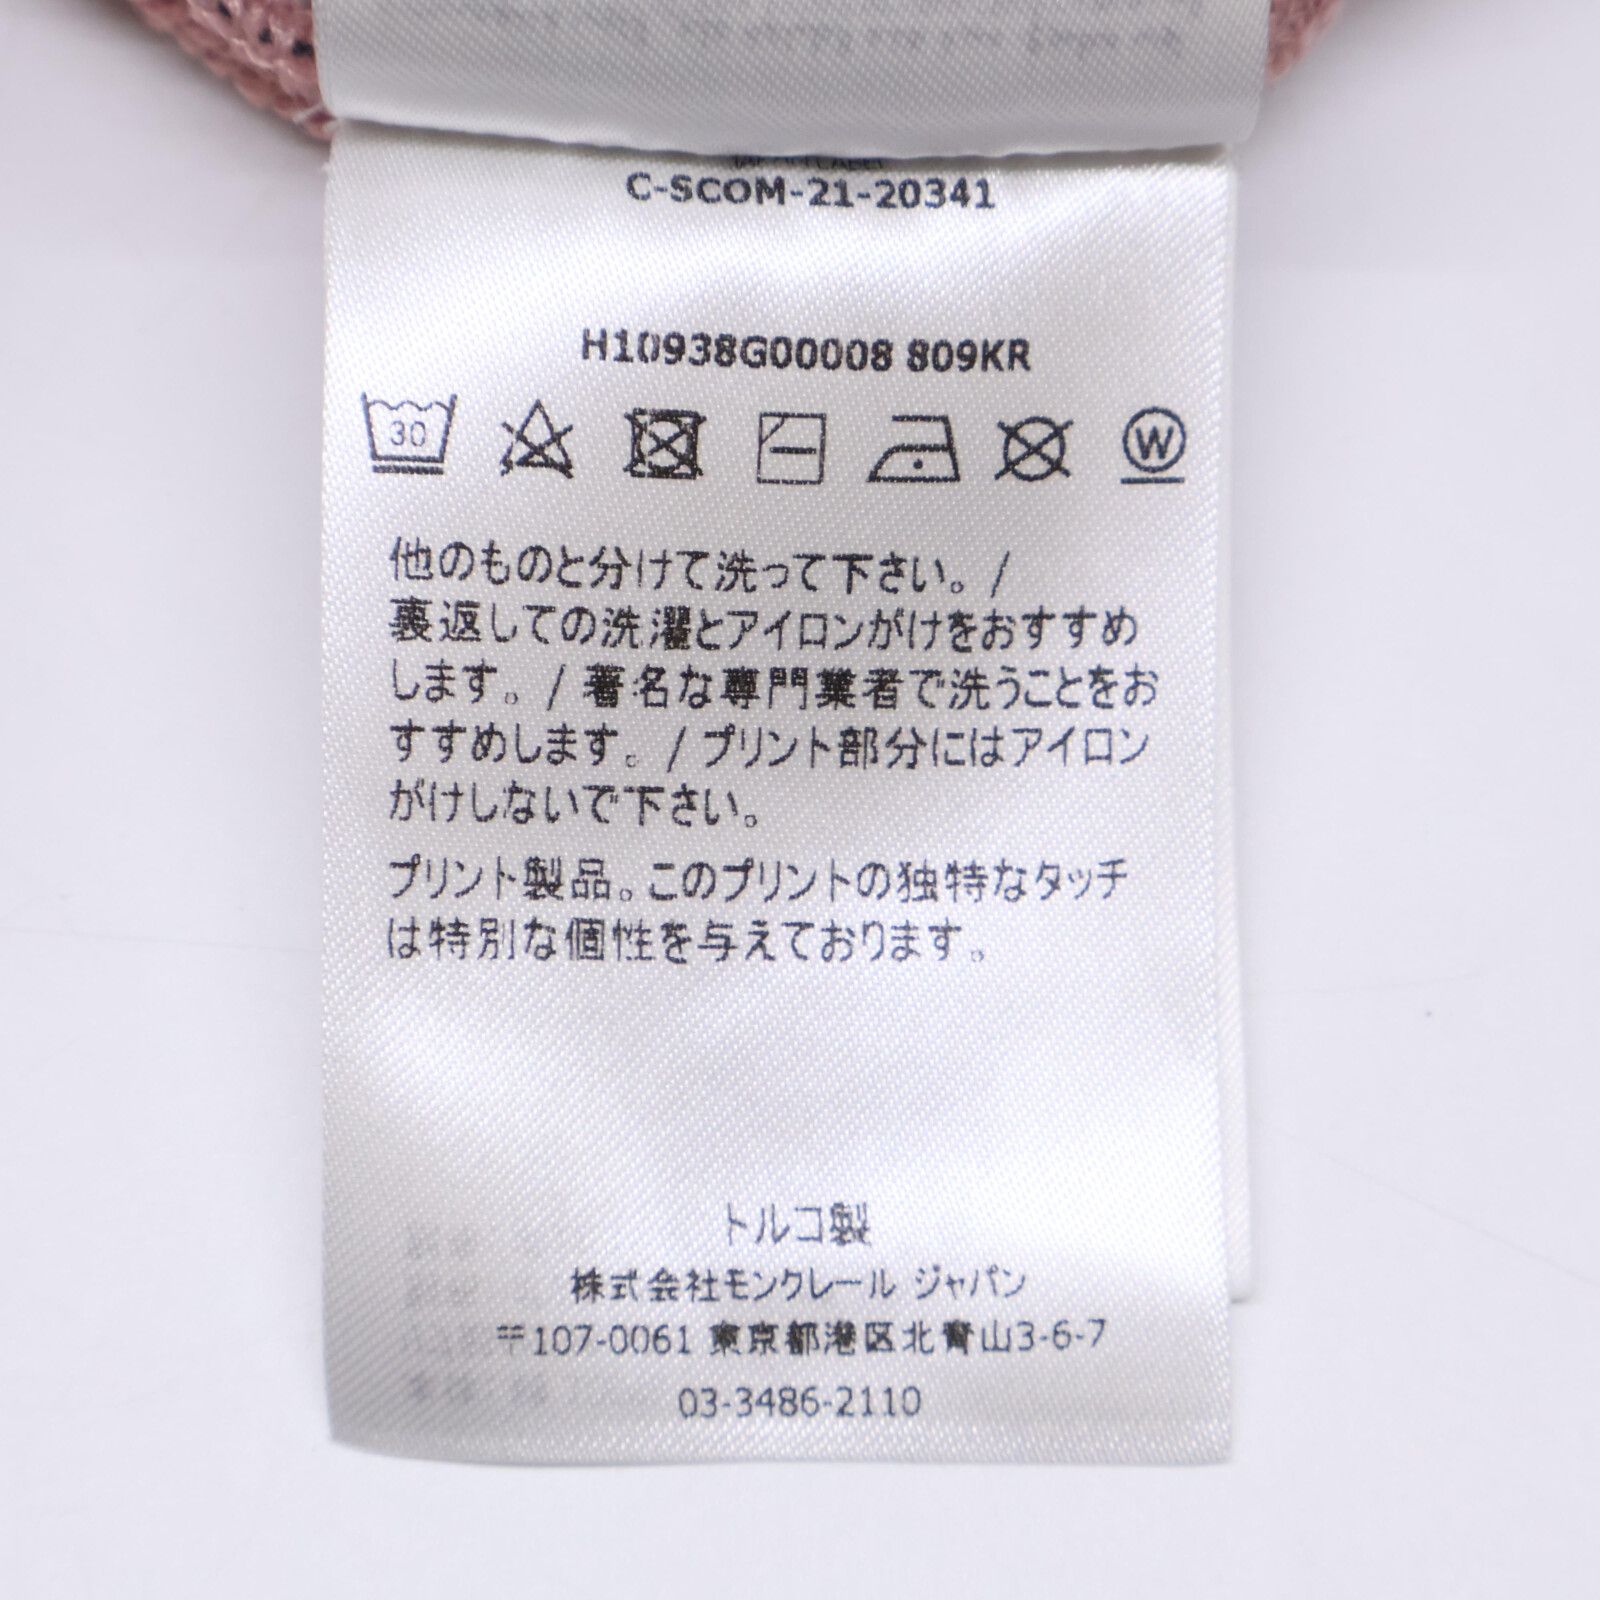 C-SCOM-21-20341
H10938G00008 809KR
30
W
他のものと分けて洗って下さい。/
裏返しての洗濯とアイロンがけをおすすめ
します。/ 著名な専門業者で洗うことをお
すすめします。/ プリント部分にはアイロン
がけしないで下さい。
プリント製品。このプリントの独特なタッチ
は特別な個性を与えております。
トルコ製
株式会社モンクレール ジャパン
〒107-0061 東京都港区北青山3-6-7
03-3486-2110